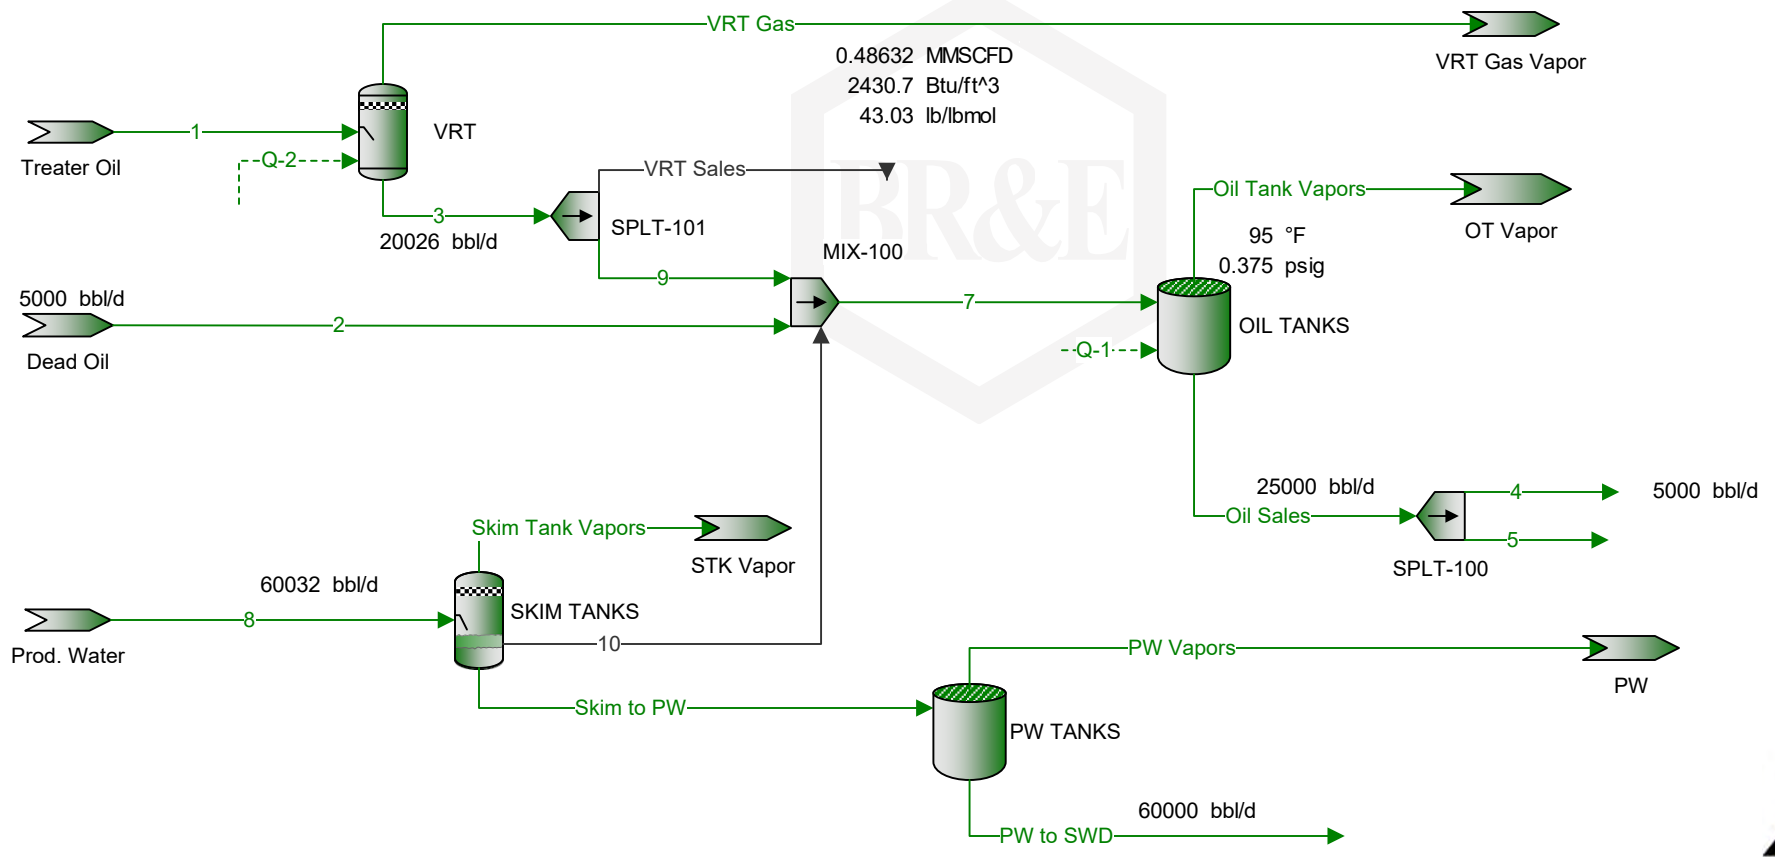 VRT Gas
0.48632 MMSCFD
2430.7 Btu/ft^3
43.03 lb/lbmol
VRT Gas Vapor
1
Treater Oil
Q-2
VRT
VRT Sales
3
20026 bbl/d
SPLT-101
MIX-100
BR&E
Oil Tank Vapors
OT Vapor
95 °F
0.375 psig
9
7
5000 bbl/d
2
Dead Oil
OIL TANKS
Q-1
25000 bbl/d
Oil Sales
4
5000 bbl/d
5
SPLT-100
Skim Tank Vapors
STK Vapor
60032 bbl/d
8
Prod. Water
SKIM TANKS
10
PW Vapors
PW
Skim to PW
PW TANKS
60000 bbl/d
PW to SWD